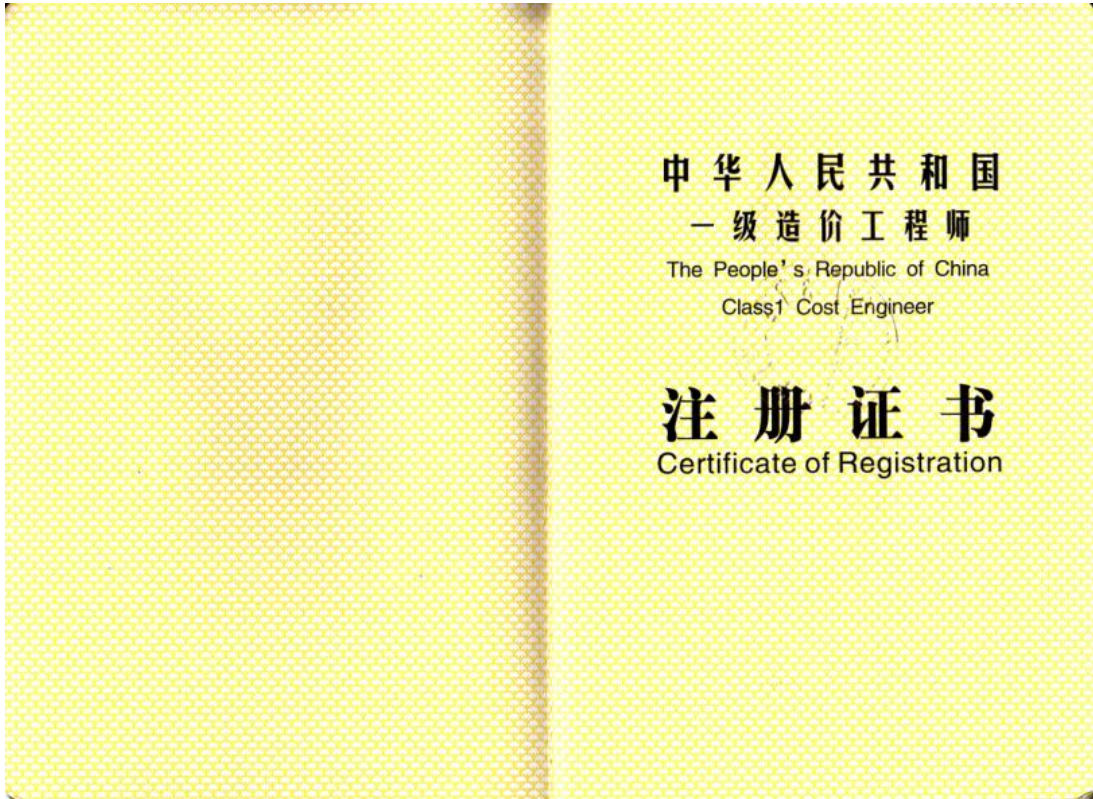 中华人民共和国
一级造价工程师
The People's Republic of China
Class1 Cost Engineer
注册证书
Certificate of Registration